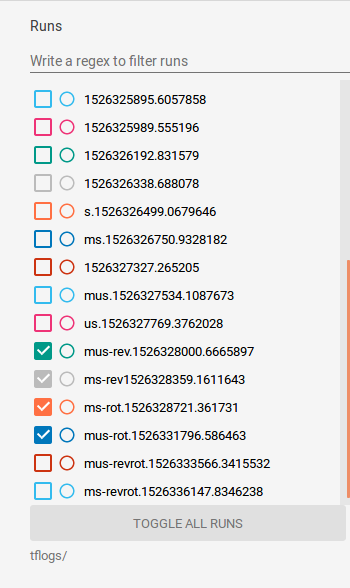 Runs
Write a regex to filter runs
1526325895.6057858
1526325989.555196
1526326192.831579
1526326338.688078
s.1526326499.0679646
ms.1526326750.9328182
1526327327.265205
mus.1526327534.1087673
us.1526327769.3762028
mus-rev.1526328000.6665897
ms-rev1526328359.1611643
ms-rot.1526328721.361731
mus-rot.1526331796.586463
mus-revrot.1526333566.3415532
ms-revrot.1526336147.8346238
TOGGLE ALL RUNS
tflogs/